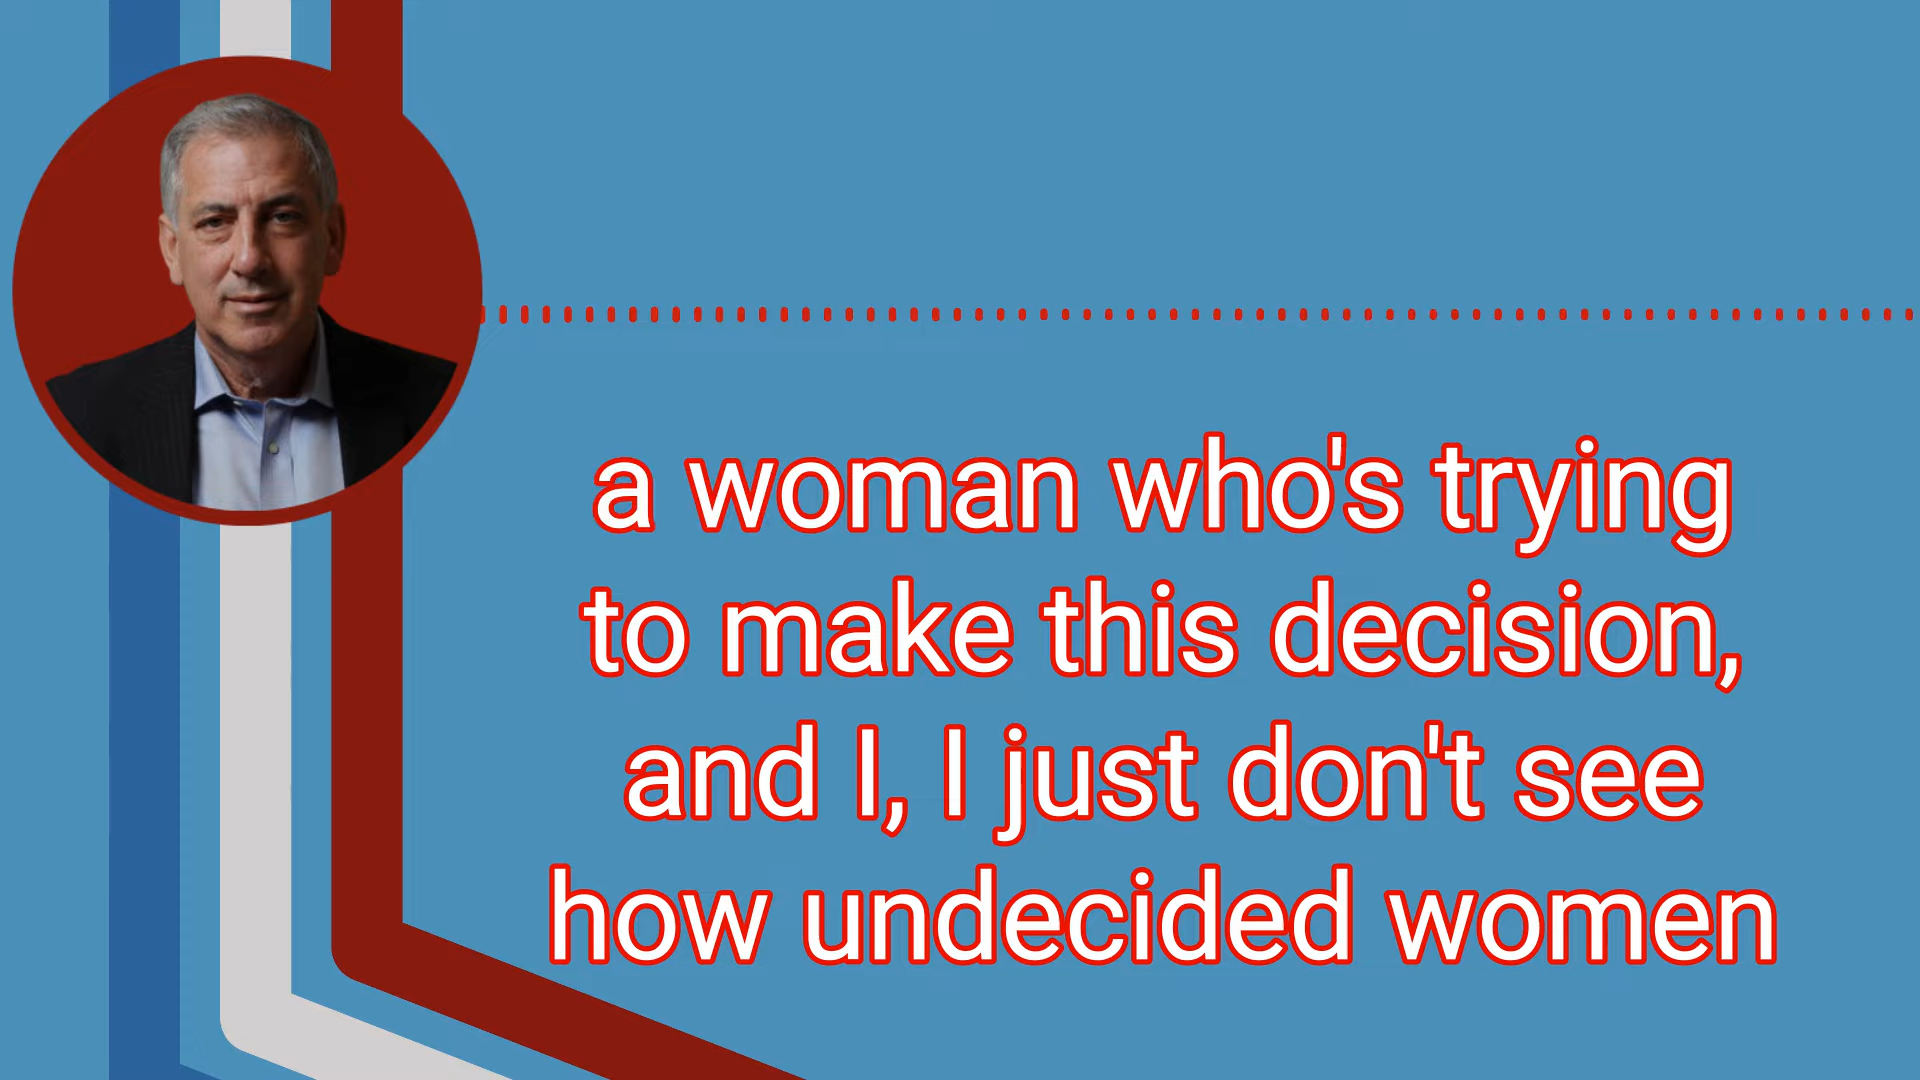 a woman who's trying
to make this decision,
and I, I just don't see
how undecided women